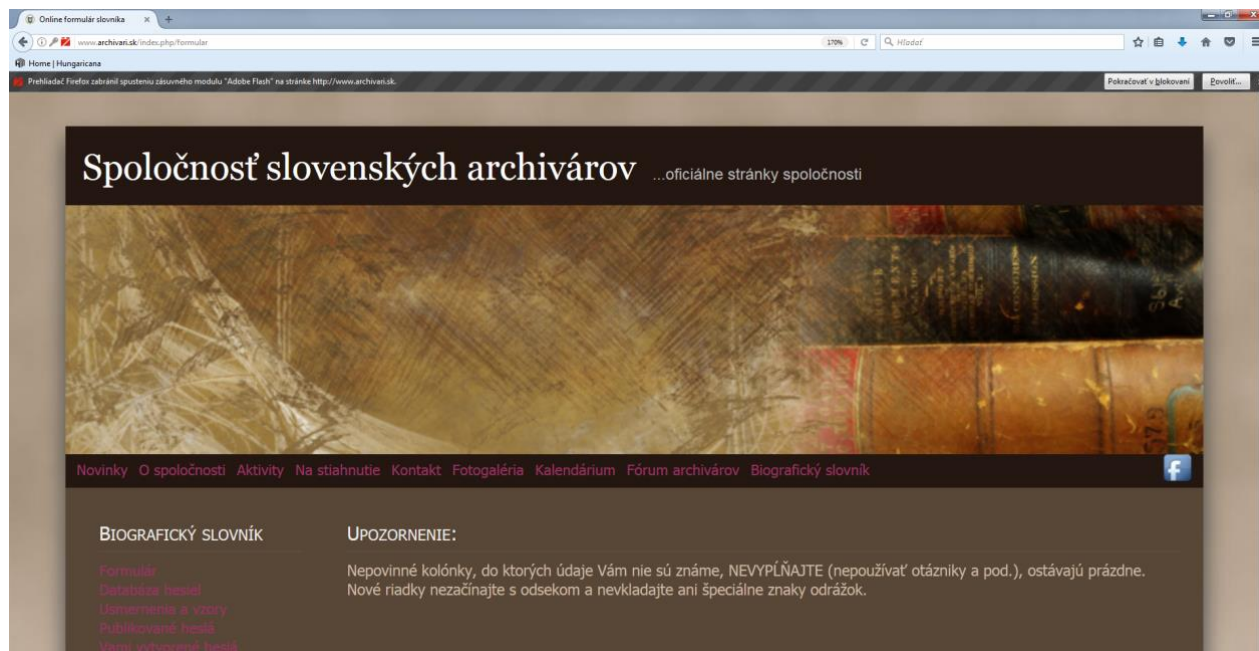 Online formulár slovníka
www.archivari.sk/index.php/formular
170%
Hľadať
Home | Hungaricana
Prehliadač Firefox zabránil spusteniu zásuvného modulu "Adobe Flash" na stránke http://www.archivari.sk.
Pokračovať v blokovaní
Povoliť...
Spoločnosť slovenských archivárov ...oficiálne stránky spoločnosti
Novinky O spoločnosti Aktivity Na stiahnutie Kontakt Fotogaléria Kalendárium Fórum archivárov Biografický slovník
BIOGRAFICKÝ SLOVNÍK
Formulár
Databáza hesiel
Usmernenia a vzory
Publikované heslá
Vami vytvorené heslá
UPOZORNENIE:
Nepovinné kolónky, do ktorých údaje Vám nie sú známe, NEVYPĹŇAJTE (nepoužívať otázniky a pod.), ostávajú prázdne.
Nové riadky nezačínajte s odsekom a nevkladajte ani špeciálne znaky odrážok.